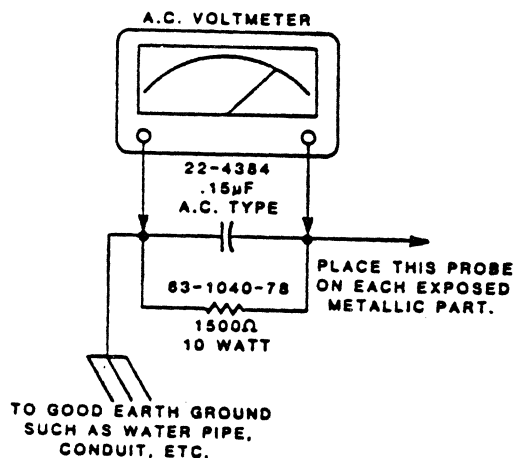 A.C. VOLTMETER
22-4384
.15µF
A.C. TYPE
PLACE THIS PROBE
ON EACH EXPOSED
METALLIC PART.
63-1040-78
1500Ω
10 WATT
TO GOOD EARTH GROUND
SUCH AS WATER PIPE,
CONDUIT, ETC.